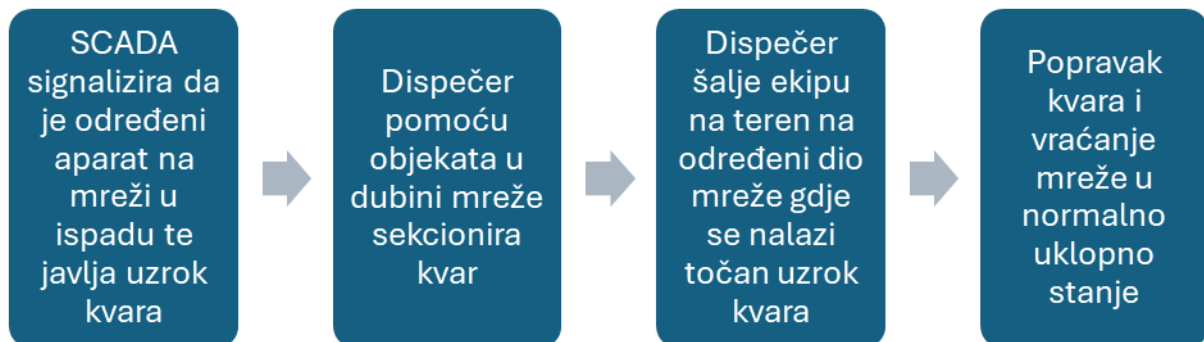 SCADA
signalizira da
je određeni
aparat na
mreži u
ispadu te
javlja uzrok
kvara
Dispečer
pomoću
objekata u
dubini mreže
sekcionira
kvar
Dispečer
šalje ekipu
na teren na
određeni dio
mreže gdje
se nalazi
točan uzrok
kvara
Popravak
kvara i
vraćanje
mreže u
normalno
uklopno
stanje